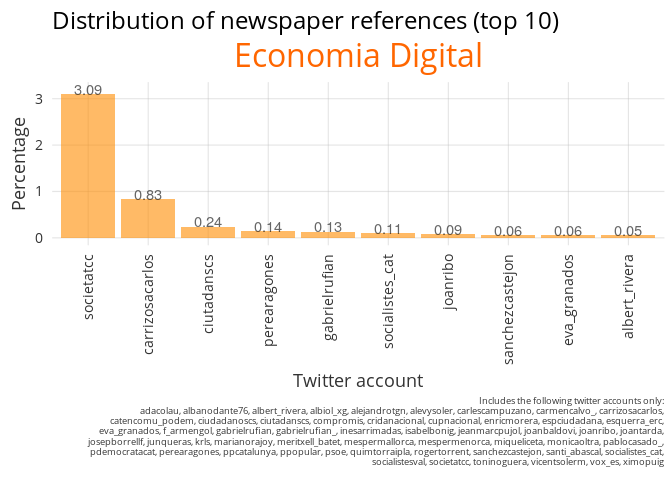 Distribution of newspaper references (top 10)
Economia Digital
Percentage
3
2
1
0
3.09
0.83
0.24
0.14
0.13
0.11
0.09
0.06
0.06
0.05
societatcc
carrizosacarlos
ciutadanscs
perearagones
gabrielrufian
socialistes_cat
joanribo
sanchezcastejon
eva_granados
albert_rivera
Twitter account
Includes the following twitter accounts only:
adacolau, albanodante76, albert_rivera, albiol_xg, alejandrotgn, alevysoler, carlescampuzano, carmencalvo_, carrizosacarlos,
catencomu_podem, ciudadanoscs, ciutadanscs, compromis, cridanacional, cupnacional, enricmorera, espciudadana, esquerra_erc,
eva_granados, f_armengol, gabrielrufian, gabrielrufian_, inesarrimadas, isabelbonig, jeanmarcpujol, joanbaldovi, joanribo, joantarda,
josepborrellf, junqueras, krls, marianorajoy, meritxell_batet, mespermallorca, mespermenorca, miqueliceta, monicaoltra, pablocasado_,
pdemocratacat, perearagones, ppcatalunya, ppopular, psoe, quimtorraipla, rogertorrent, sanchezcastejon, santi_abascal, socialistes_cat,
socialistesval, societatcc, toninoguera, vicentsolerm, vox_es, ximopuig